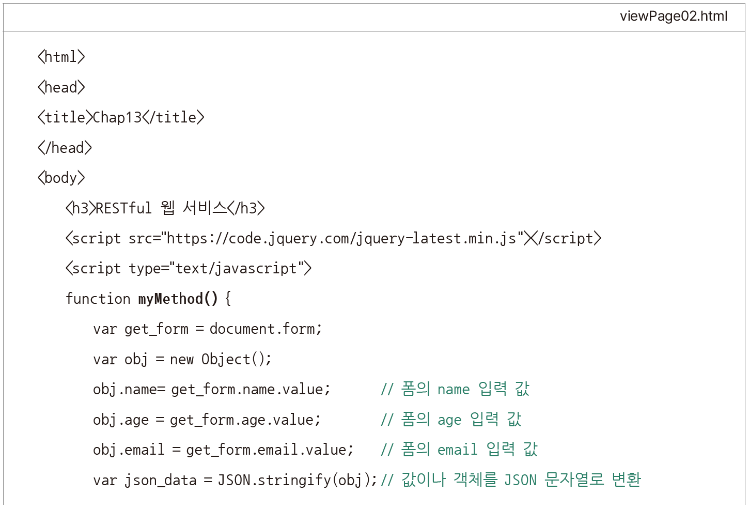 viewPage02.html
<html>
<head>
<title>Chap13</title>
</head>
<body>
<h3>RESTful 웹 서비스</h3>
<script src="https://code.jquery.com/jquery-latest.min.js"></script>
<script type="text/javascript">
function myMethod() {
var get_form = document.form;
var obj = new Object();
obj.name= get_form.name.value; // 폼의 name 입력 값
obj.age = get_form.age.value; // 폼의 age 입력 값
obj.email = get_form.email.value; // 폼의 email 입력 값
var json_data = JSON.stringify(obj); // 값이나 객체를 JSON 문자열로 변환